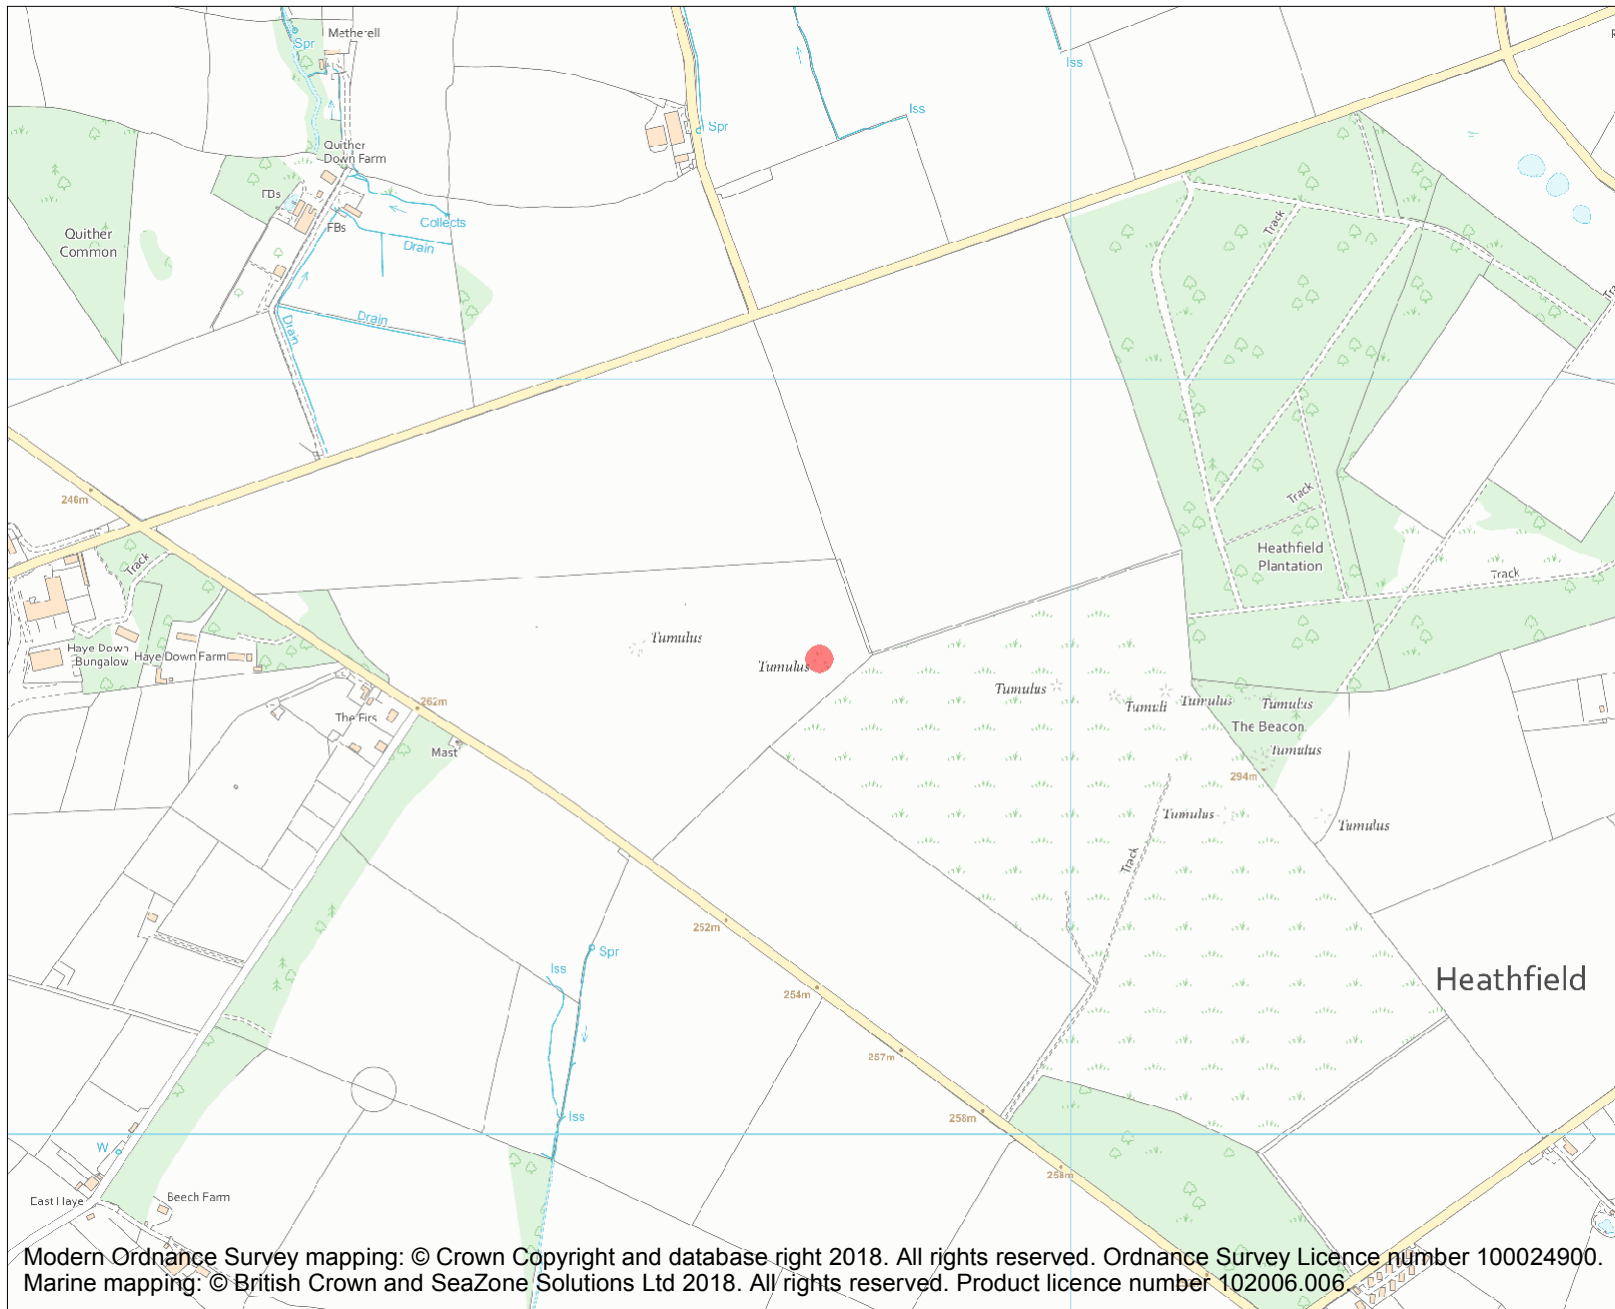 Metherell
Spr
Iss
Iss
Spr
Quither
Down Farm
FBs
FBs
Collects
Drain
Quither
Common
Track
Drain
Drain
246m
Track
Track
Heathfield
Plantation
Track
Haye Down
Bungalow
Haye Down Farm
Tumulus
Tumulus
Tumulus
Tumuli
Tumulus
Tumulus
The Beacon
Tumulus
294m
262m
The Firs
Mast
Tumulus
Tumulus
Track
252m
Spr
Iss
254m
Heathfield
257m
Iss
258m
W
258m
East Haye
Beech Farm
Modern Ordnance Survey mapping: © Crown Copyright and database right 2018. All rights reserved. Ordnance Survey Licence number 100024900.
Marine mapping: © British Crown and SeaZone Solutions Ltd 2018. All rights reserved. Product licence number 102006.006.